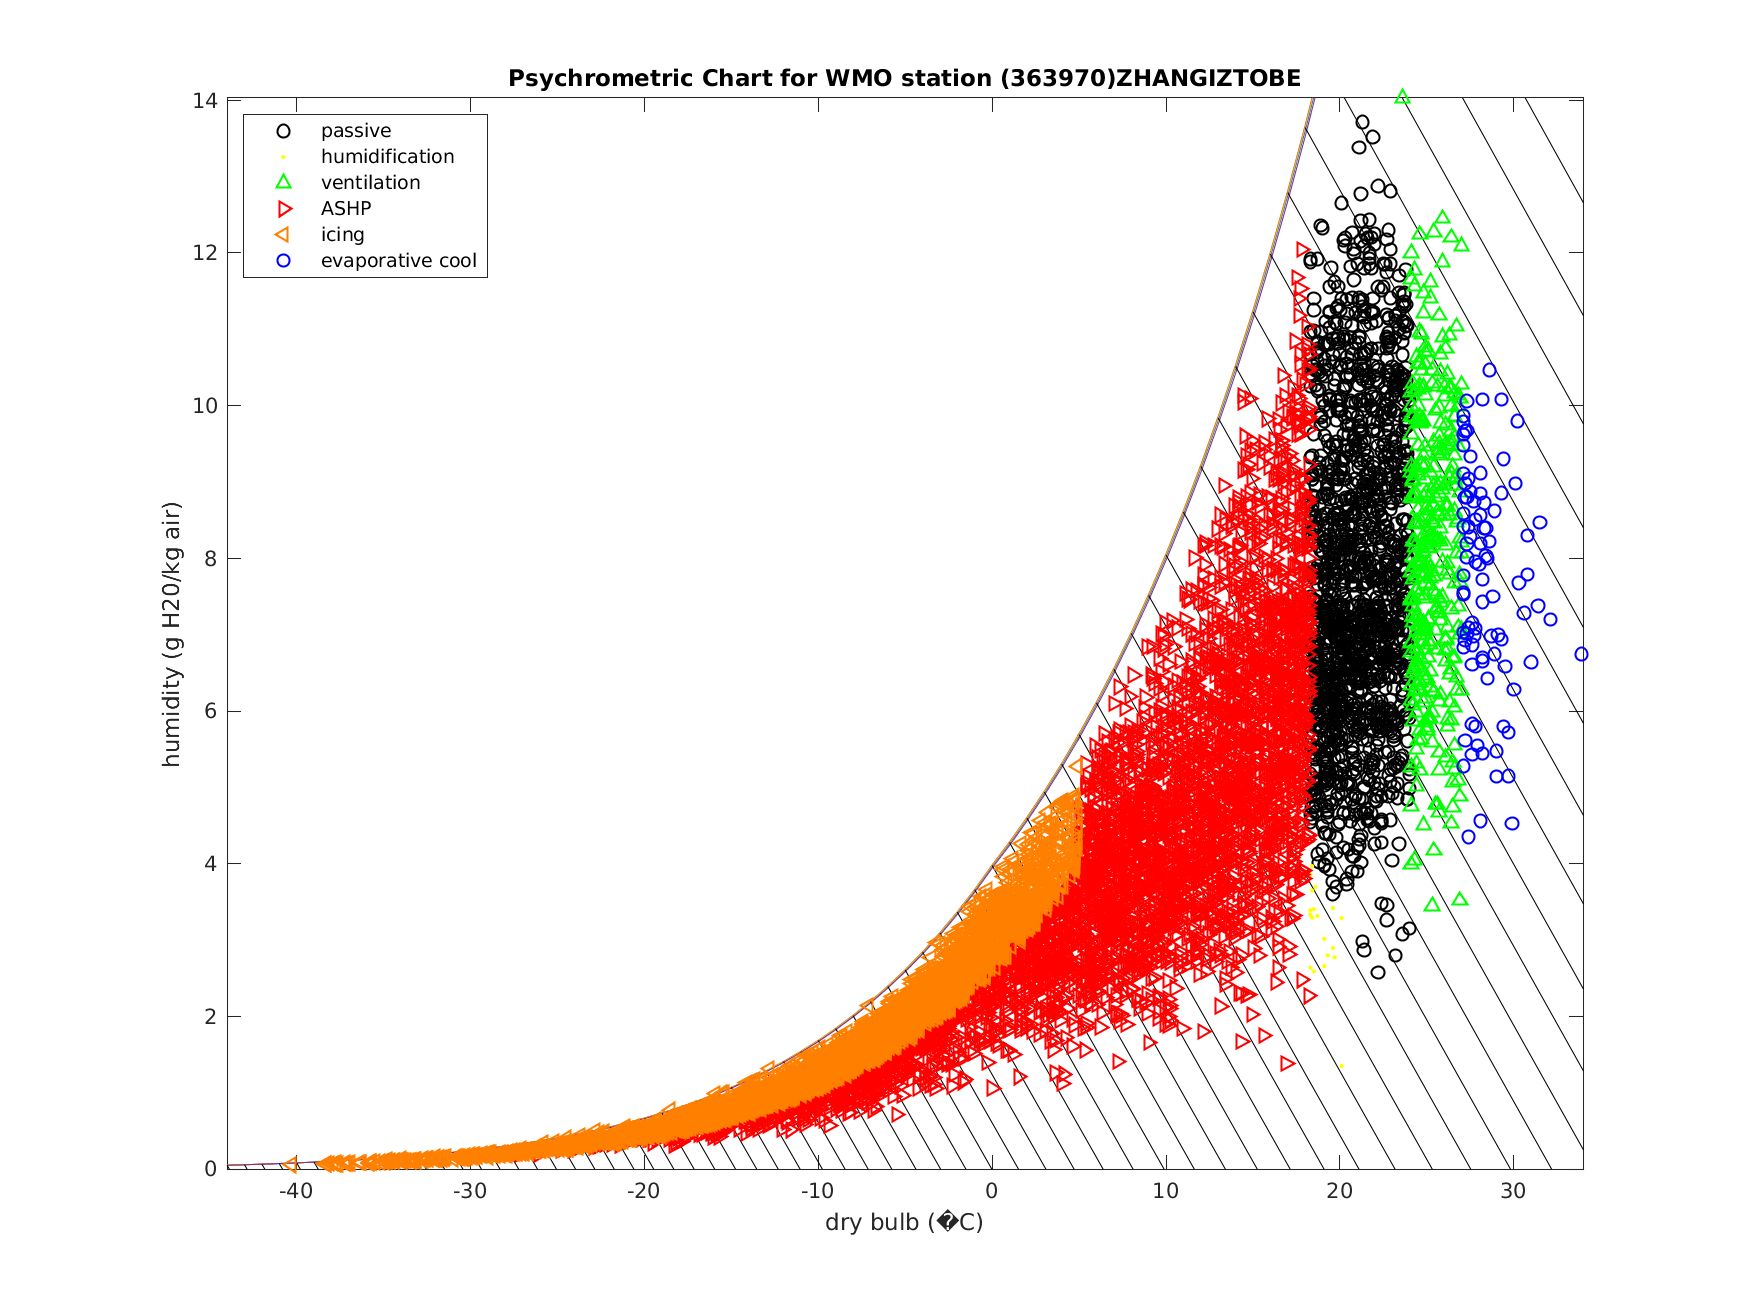 Psychrometric Chart for WMO station (363970)ZHANGIZTOBE
14
12
10
8
6
4
2
0
humidity (g H20/kg air)
passive
humidification
ventilation
ASHP
icing
evaporative cool
-40
-30
-20
-10
0
10
20
30
dry bulb (�C)